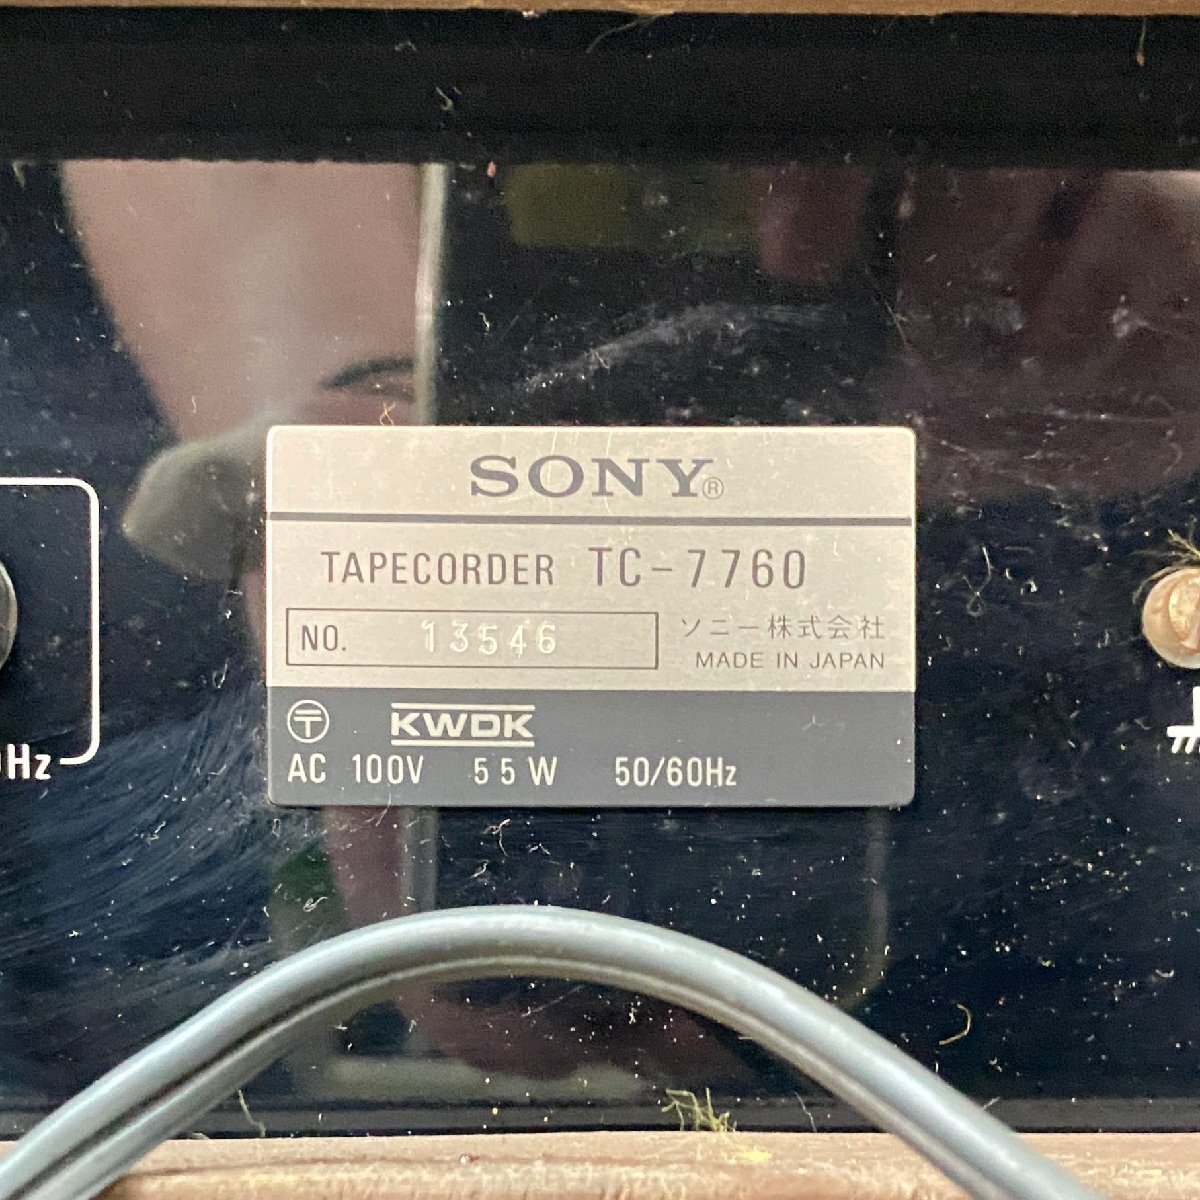 SONY®
TAPECORDER TC-7760
NO. 13546
ソニー株式会社
MADE IN JAPAN
〒 KWDK
AC 100V 55W 50/60Hz
Hz